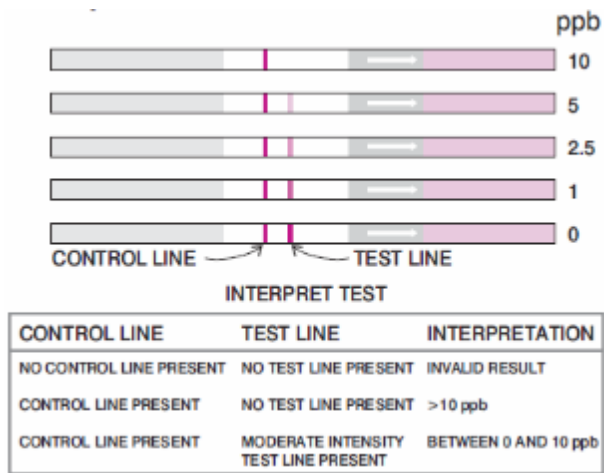 ppb
10
5
2.5
1
0
CONTROL LINE TEST LINE
INTERPRET TEST
CONTROL LINE TEST LINE INTERPRETATION
NO CONTROL LINE PRESENT NO TEST LINE PRESENT INVALID RESULT
CONTROL LINE PRESENT NO TEST LINE PRESENT >10 ppb
CONTROL LINE PRESENT MODERATE INTENSITY BETWEEN 0 AND 10 ppb
TEST LINE PRESENT